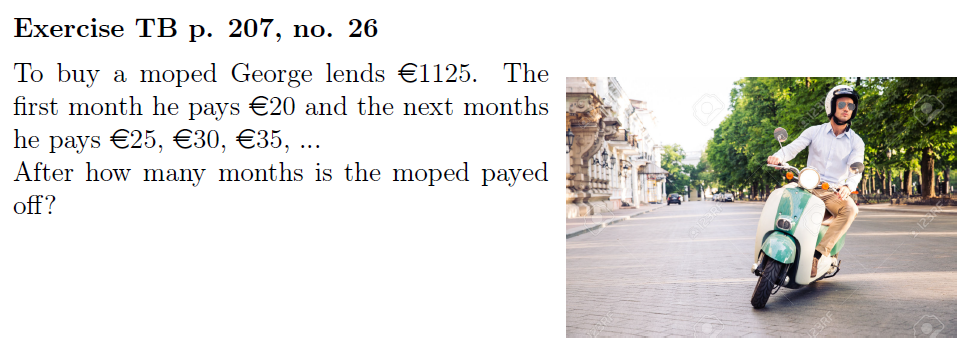 Exercise TB p. 207, no. 26
To buy a moped George lends €1125. The
first month he pays €20 and the next months
he pays €25, €30, €35, ...
After how many months is the moped payed
off?